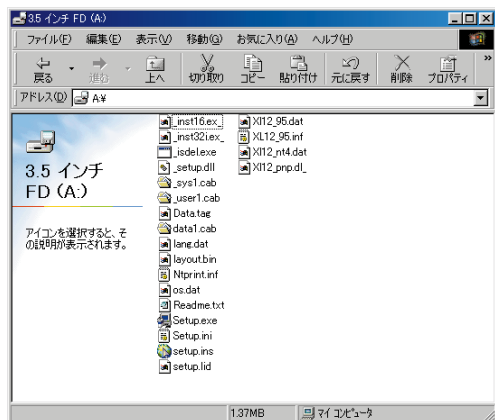 3.5 インチ FD (A:)
ファイル(F) 編集(E) 表示(V) 移動(G) お気に入り(A) ヘルプ(H)
戻る 進む 上へ 切り取り コピー 貼り付け 元に戻す 削除 プロパティ »
アドレス(D) A:¥
3.5 インチ
FD (A:)
アイコンを選択すると、そ
の説明が表示されます。
_inst16.ex_
_inst32i.ex_
_isdel.exe
_setup.dll
_sys1.cab
_user1.cab
Data.tag
data1.cab
lang.dat
layout.bin
Ntprint.inf
os.dat
Readme.txt
Setup.exe
Setup.ini
setup.ins
setup.lid
Xl12_95.dat
XL12_95.inf
Xl12_nt4.dat
Xl12_pnp.dl_
1.37MB マイ コンピュータ